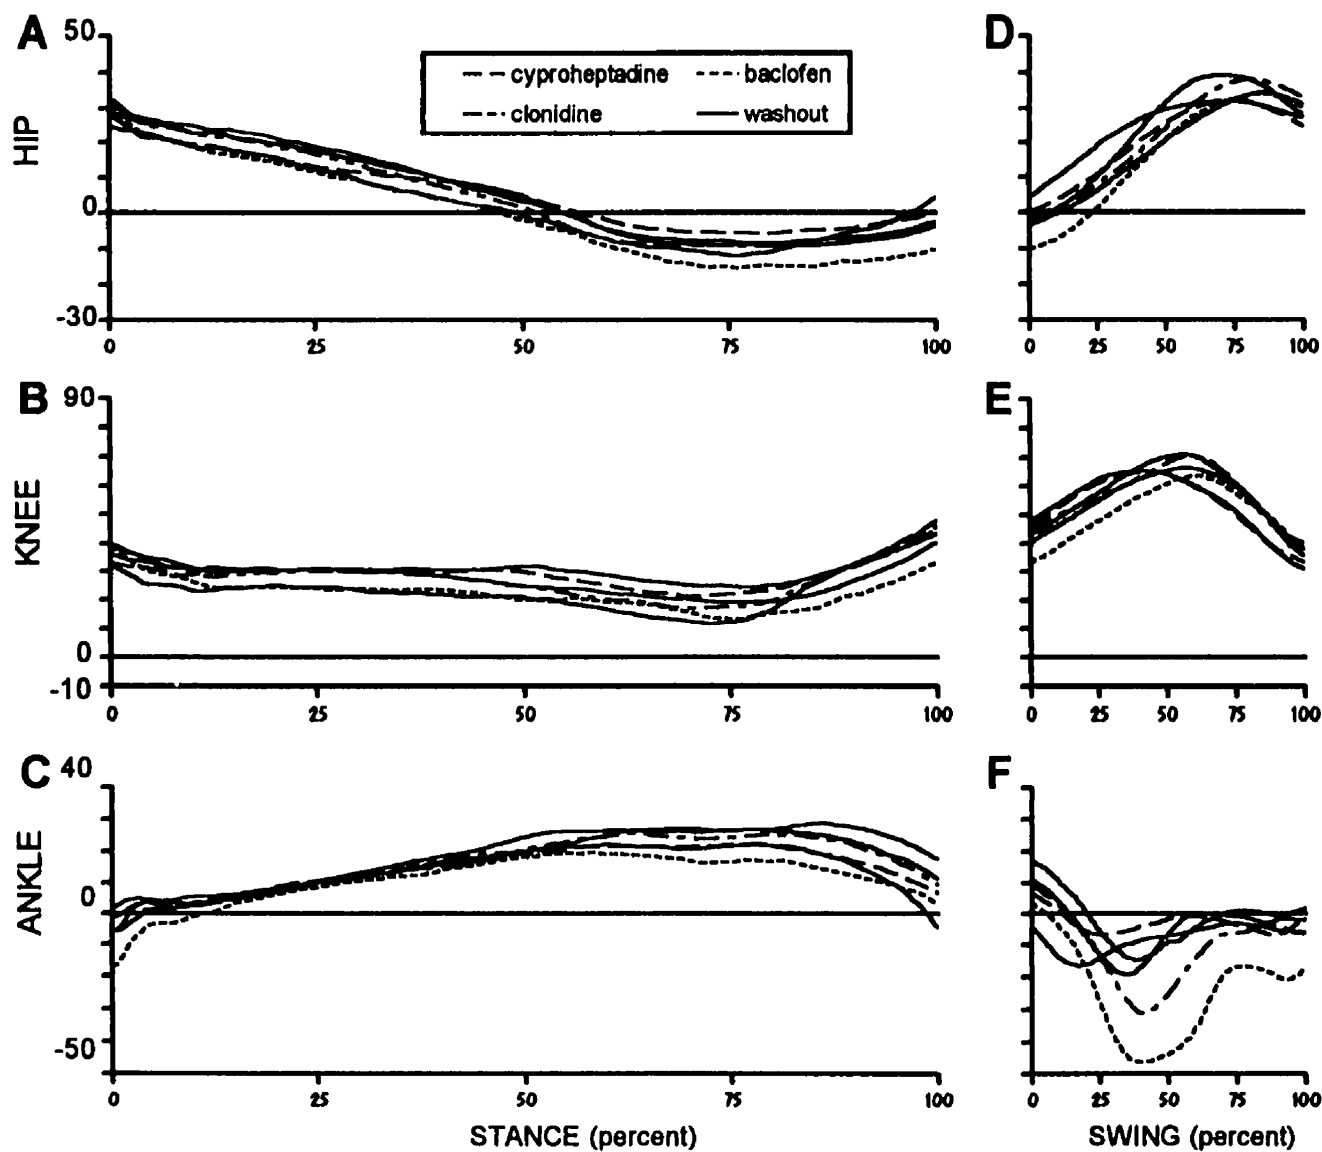 A 50
HIP
0
-30
0 25 50 75 100
cyproheptadine baclofen
clonidine washout
D
0 25 50 75 100
B 90
KNEE
0
-10
0 25 50 75 100
E
0 25 50 75 100
C 40
ANKLE
0
-50
0 25 50 75 100
STANCE (percent)
F
0 25 50 75 100
SWING (percent)